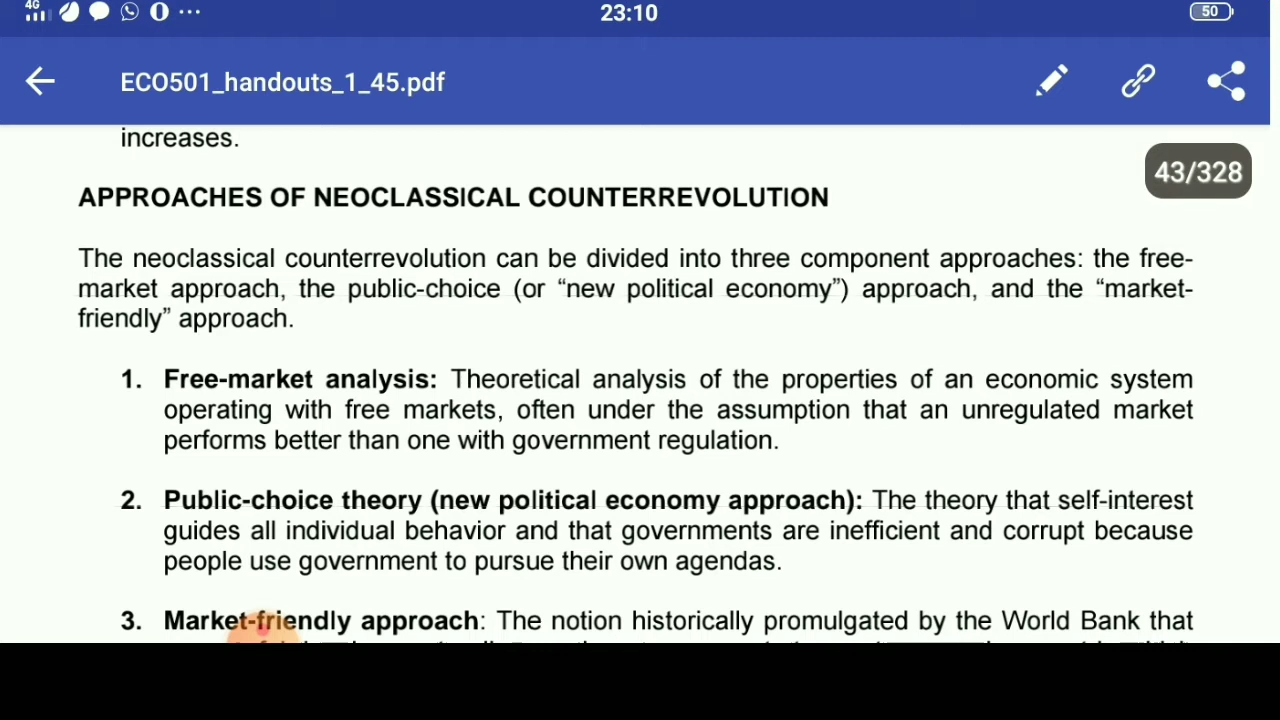 4G
23:10
50
ECO501_handouts_1_45.pdf
increases.
43/328
APPROACHES OF NEOCLASSICAL COUNTERREVOLUTION
The neoclassical counterrevolution can be divided into three component approaches: the free-
market approach, the public-choice (or “new political economy”) approach, and the “market-
friendly” approach.
1. Free-market analysis: Theoretical analysis of the properties of an economic system
operating with free markets, often under the assumption that an unregulated market
performs better than one with government regulation.
2. Public-choice theory (new political economy approach): The theory that self-interest
guides all individual behavior and that governments are inefficient and corrupt because
people use government to pursue their own agendas.
3. Market-friendly approach: The notion historically promulgated by the World Bank that